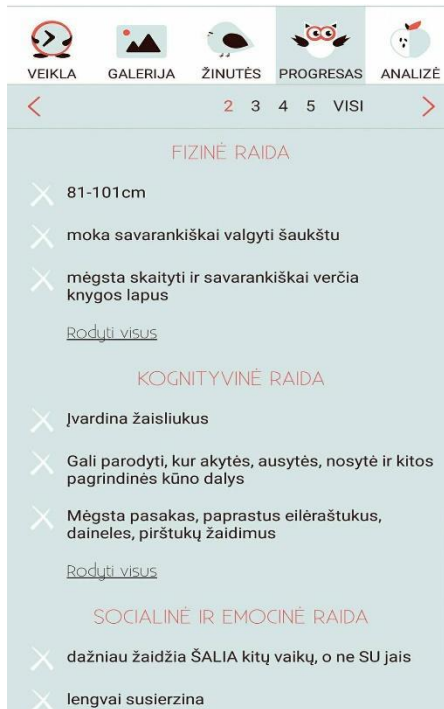 VEIKLA GALERIJA ŽINUTĖS PROGRESAS ANALIZĖ
2 3 4 5 VISI
FIZINĖ RAIDA
81-101cm
moka savarankiškai valgyti šaukštu
mėgsta skaityti ir savarankiškai verčia
knygos lapus
Rodyti visus
KOGNITYVINĖ RAIDA
Įvardina žaisliukus
Gali parodyti, kur akytės, ausytės, nosytė ir kitos
pagrindinės kūno dalys
Mėgsta pasakas, paprastus eilėraštukus,
daineles, pirštukų žaidimus
Rodyti visus
SOCIALINĖ IR EMOCINĖ RAIDA
dažniau žaidžia ŠALIA kitų vaikų, o ne SU jais
lengvai susierzina